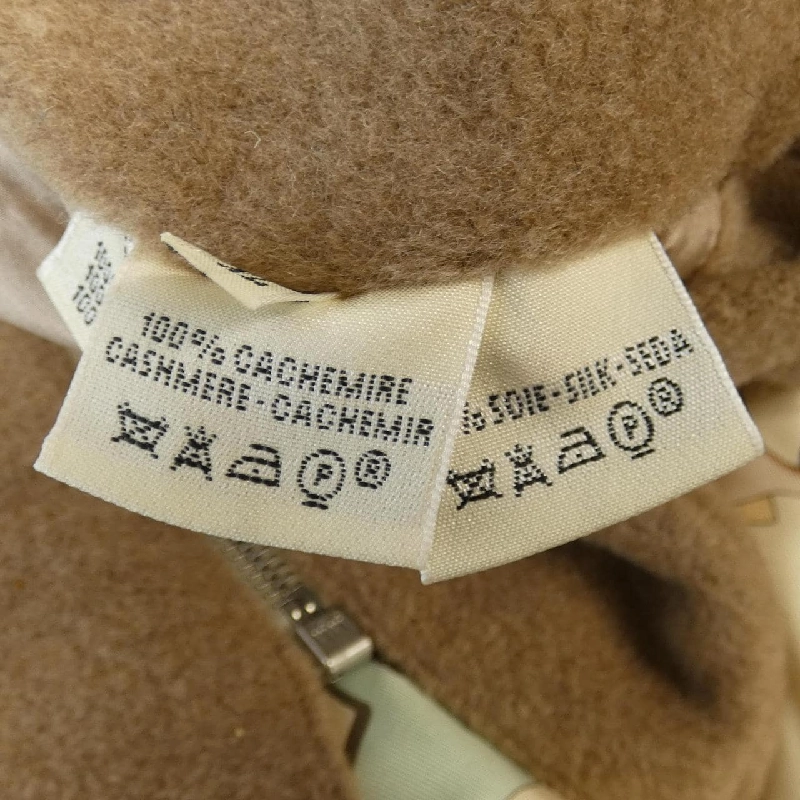 100% CACHEMIRE
CASHMERE-CACHEMIR
P ®
% SOIE-SILK-SEDA
P ®